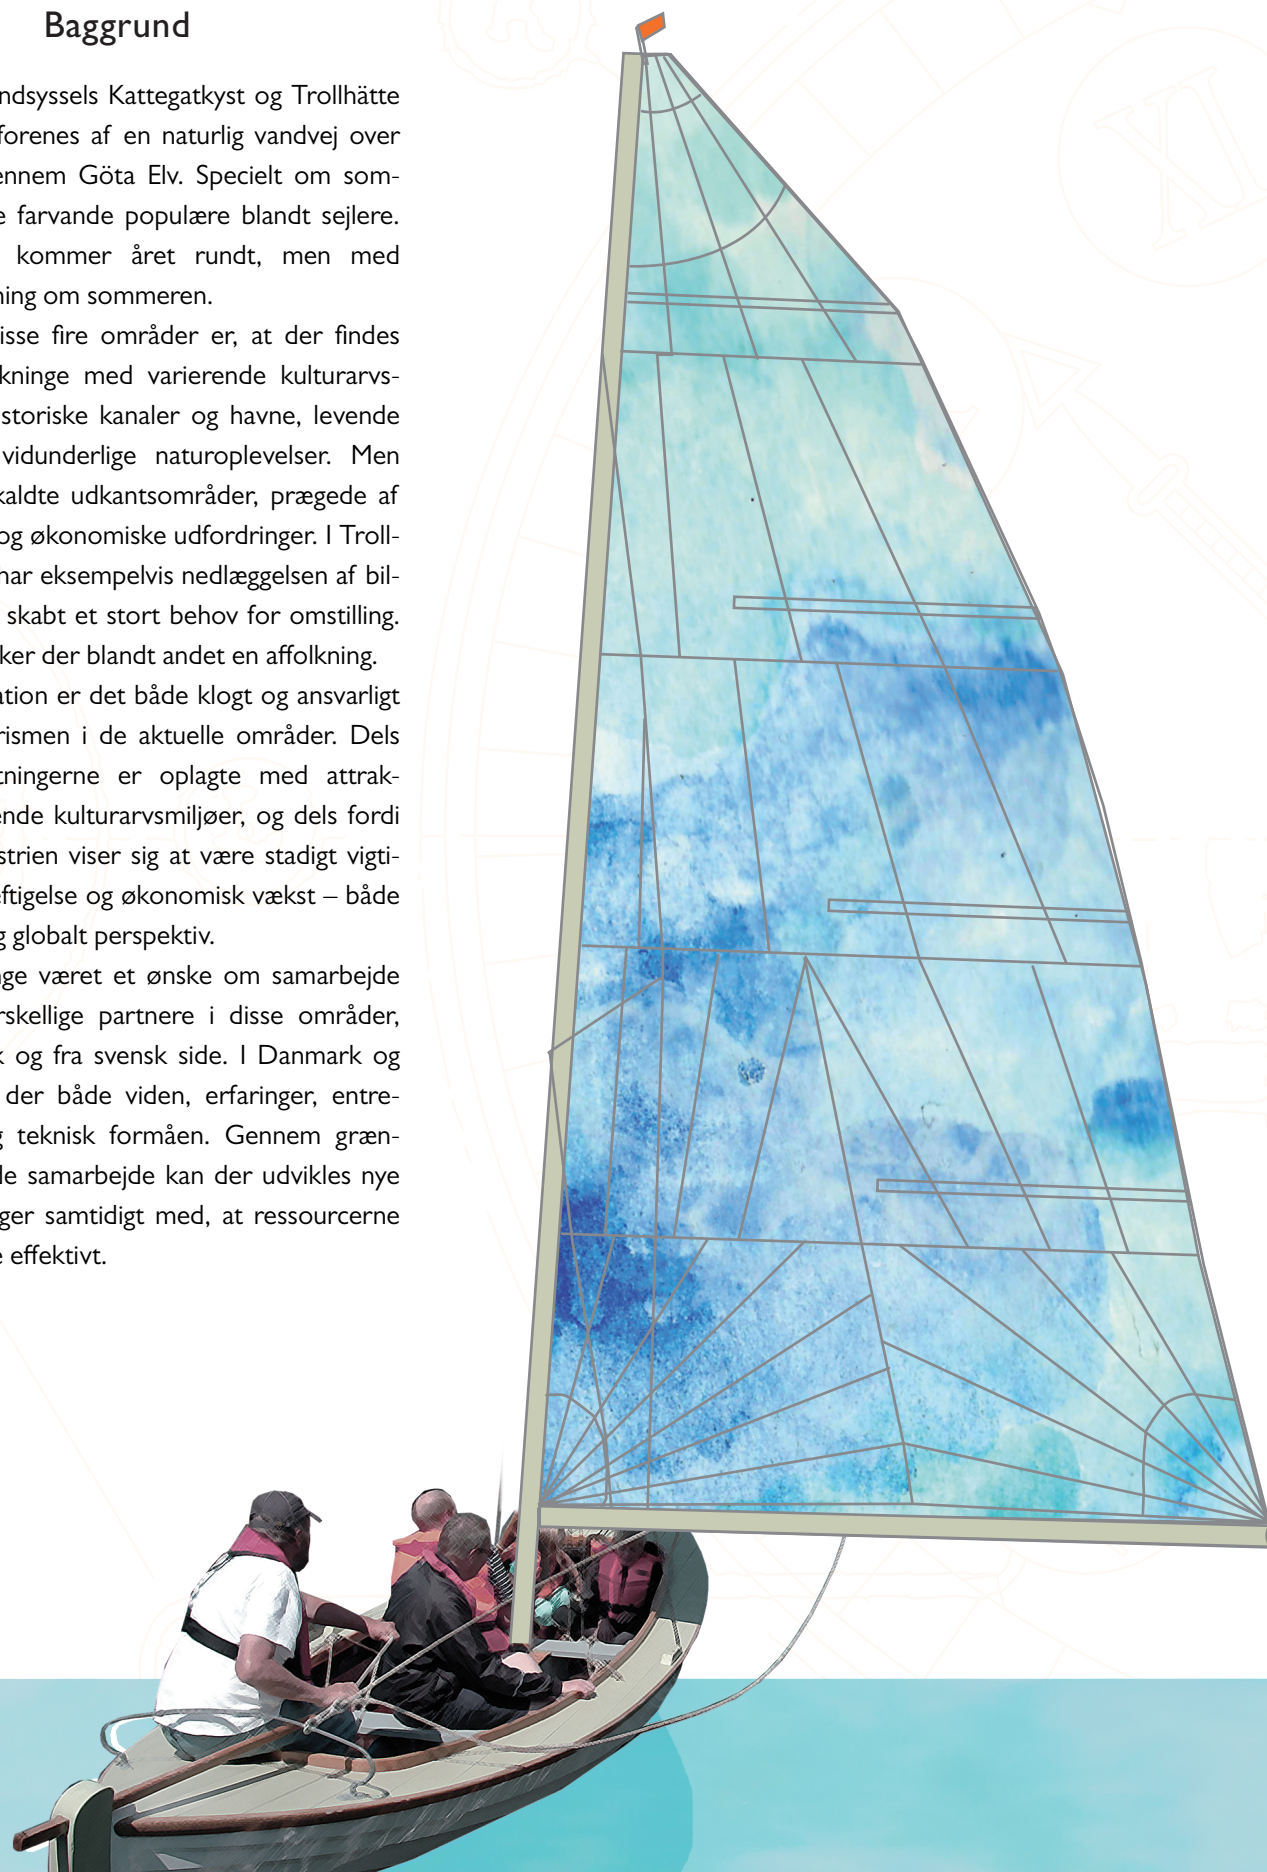 Baggrund
ndsyssels Kattegatkyst og Trollhätte
forenes af en naturlig vandvej over
ennem Göta Elv. Specielt om som-
e farvande populære blandt sejlere.
kommer året rundt, men med
ning om sommeren.
isse fire områder er, at der findes
kninge med varierende kulturarvs-
storiske kanaler og havne, levende
vidunderlige naturoplevelser. Men
kaldte udkantsområder, prægede af
og økonomiske udfordringer. I Troll-
har eksempelvis nedlæggelsen af bil-
skabt et stort behov for omstilling.
ker der blandt andet en affolkning.
ation er det både klogt og ansvarligt
rismen i de aktuelle områder. Dels
tningerne er oplagte med attrak-
ende kulturarvsmiljøer, og dels fordi
strien viser sig at være stadigt vigti-
eftigelse og økonomisk vækst – både
g globalt perspektiv.
nge været et ønske om samarbejde
rskellige partnere i disse områder,
k og fra svensk side. I Danmark og
der både viden, erfaringer, entre-
g teknisk formåen. Gennem græn-
de samarbejde kan der udvikles nye
ger samtidigt med, at ressourcerne
e effektivt.
XI